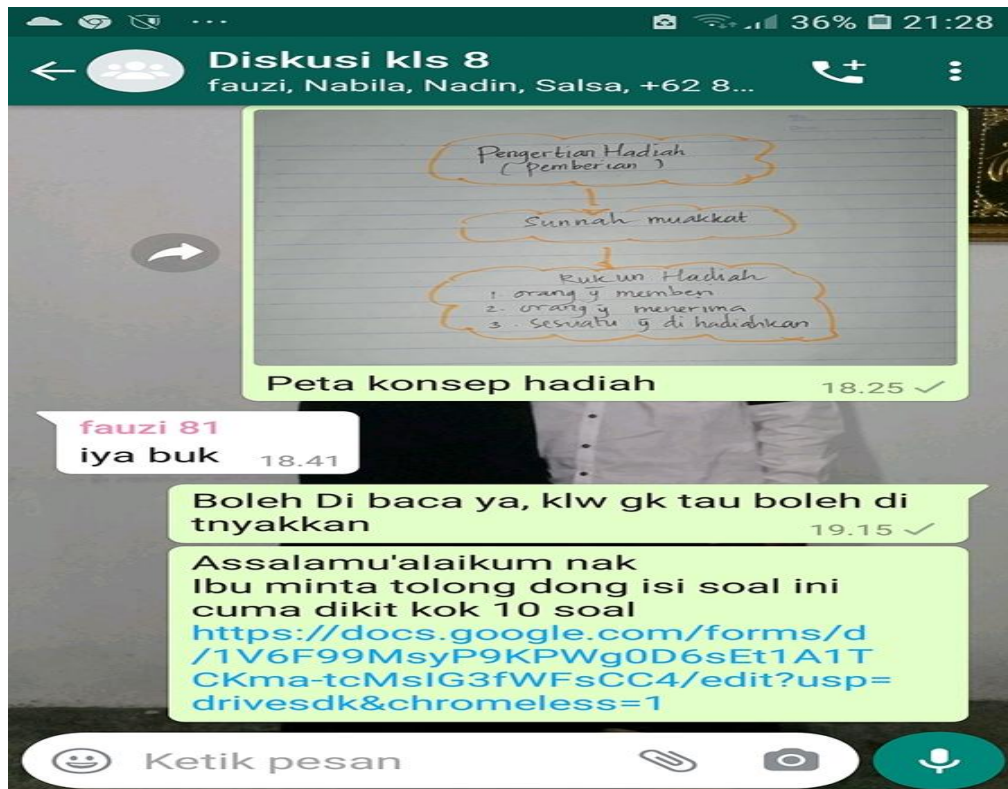 36% 21:28
Diskusi kls 8
fauzi, Nabila, Nadin, Salsa, +62 8...
Pengertian Hadiah
( Pemberian )
Sunnah muakkat
Rukun Hadiah
1 orang ÿ memberi
2. orang ÿ menerima
3. Sesuatu ÿ di hadiahkan
Peta konsep hadiah 18.25
fauzi 81
iya buk 18.41
Boleh Di baca ya, klw gk tau boleh di
tnyakkan 19.15
Assalamu'alaikum nak
Ibu minta tolong dong isi soal ini
cuma dikit kok 10 soal
https://docs.google.com/forms/d
/1V6F99MsyP9KPWg0D6sEt1A1T
CKma-tcMsIG3fWFsCC4/edit?usp=
drivesdk&chromeless=1
Ketik pesan